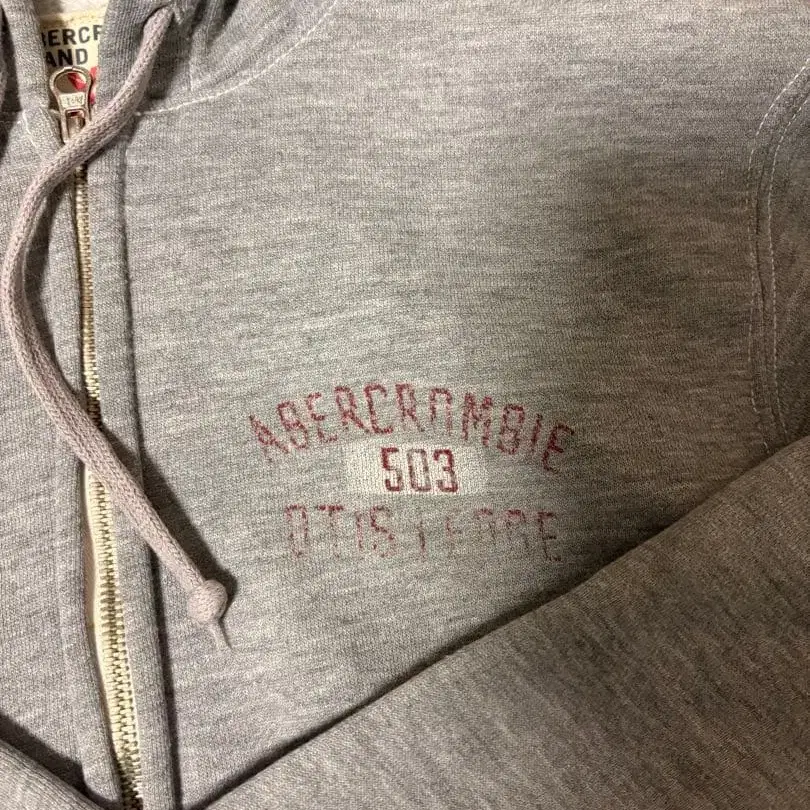 ABERCROMBIE
503
OTIS LEDGE